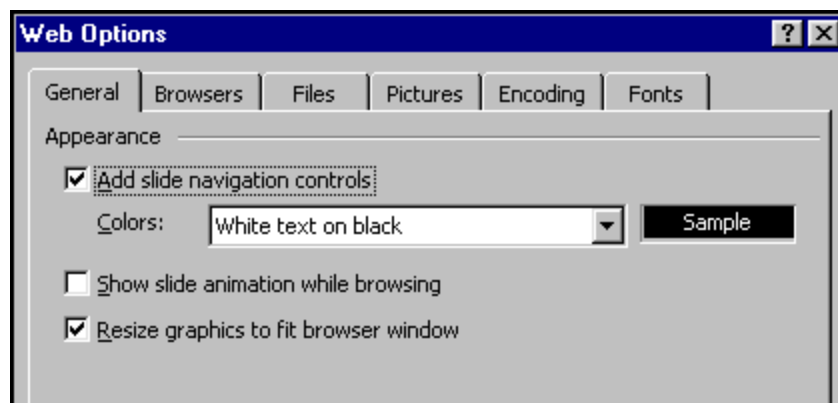 Web Options
General Browsers Files Pictures Encoding Fonts
Appearance
Add slide navigation controls
Colors: White text on black Sample
Show slide animation while browsing
Resize graphics to fit browser window